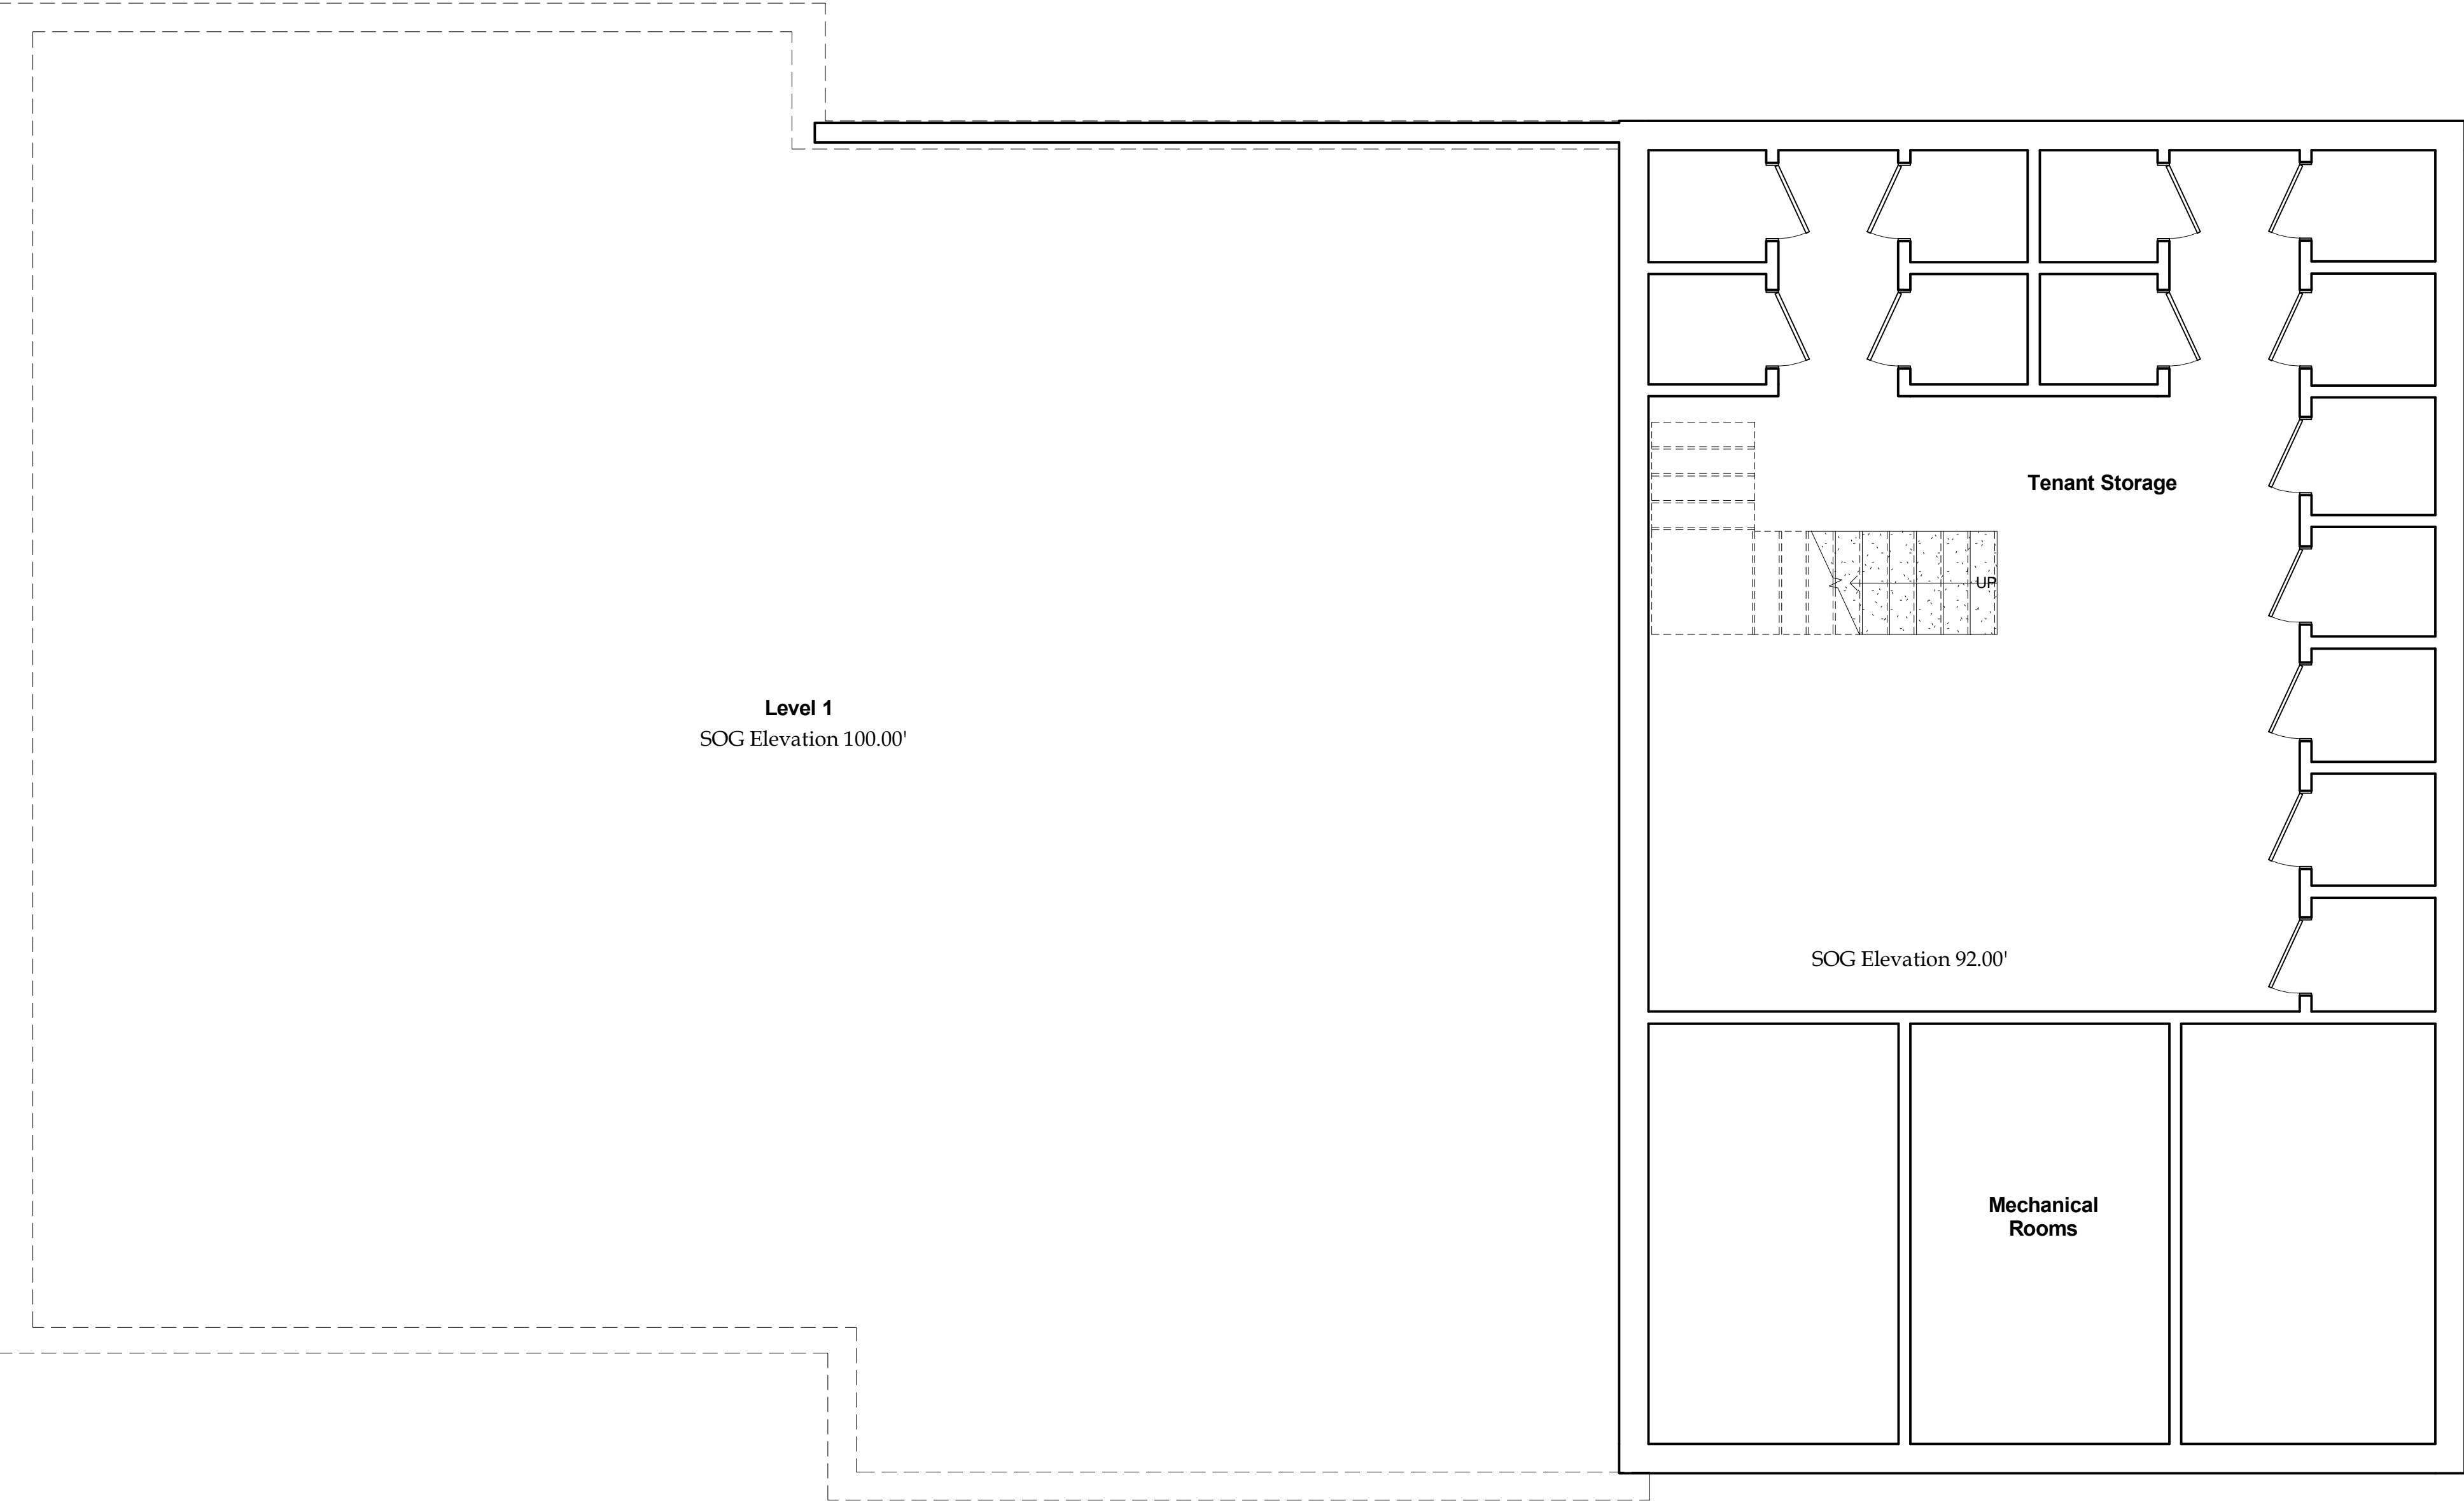 Tenant Storage
UP
Level 1
SOG Elevation 100.00'
SOG Elevation 92.00'
Mechanical
Rooms